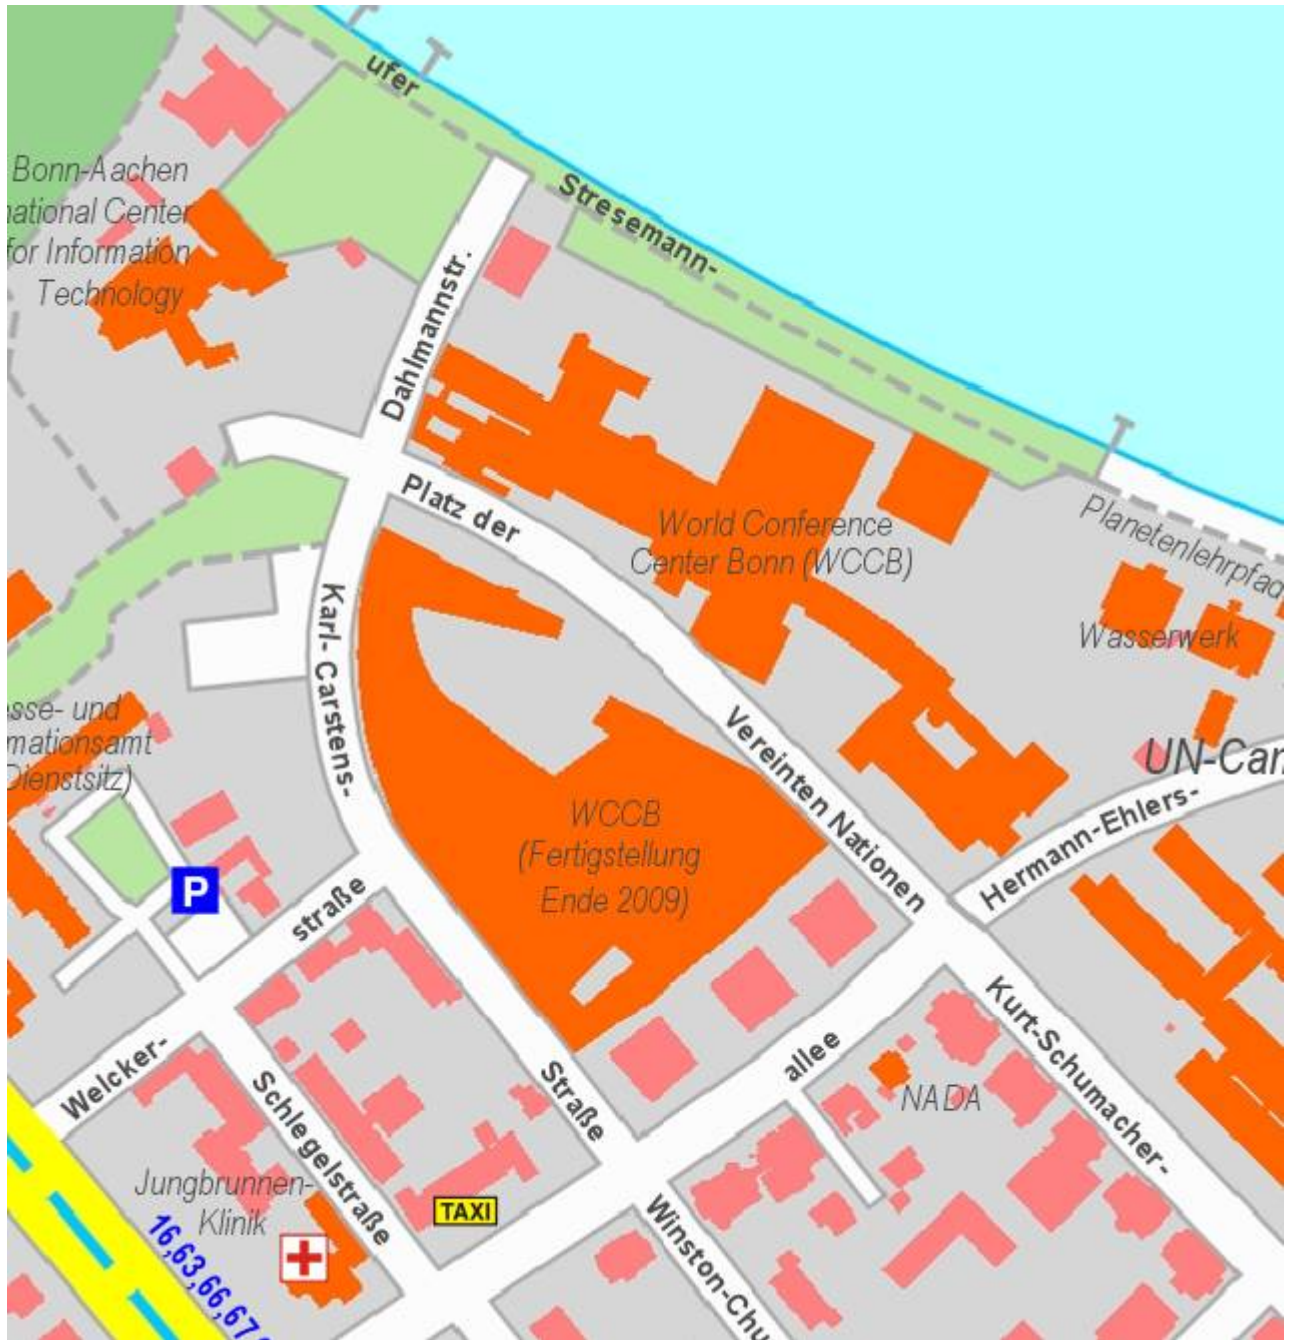 ufer
Stresemann-
Bonn-Aachen
national Center
for Information
Technology
Dahlmannstr.
Platz der
World Conference
Center Bonn (WCCB)
Planetenlehrpfad
Wasserwerk
Karl- Carstens-
esse- und
mationsamt
Dienstsitz)
Vereinten Nationen
UN-Cam
Hermann-Ehlers-
WCCB
(Fertigstellung
Ende 2009)
P
straße
Welcker-
Schlegelstraße
Straße
allee
NADA
Kurt-Schumacher-
Jungbrunnen-
Klinik
TAXI
Winston-Chu
16,63,66,67